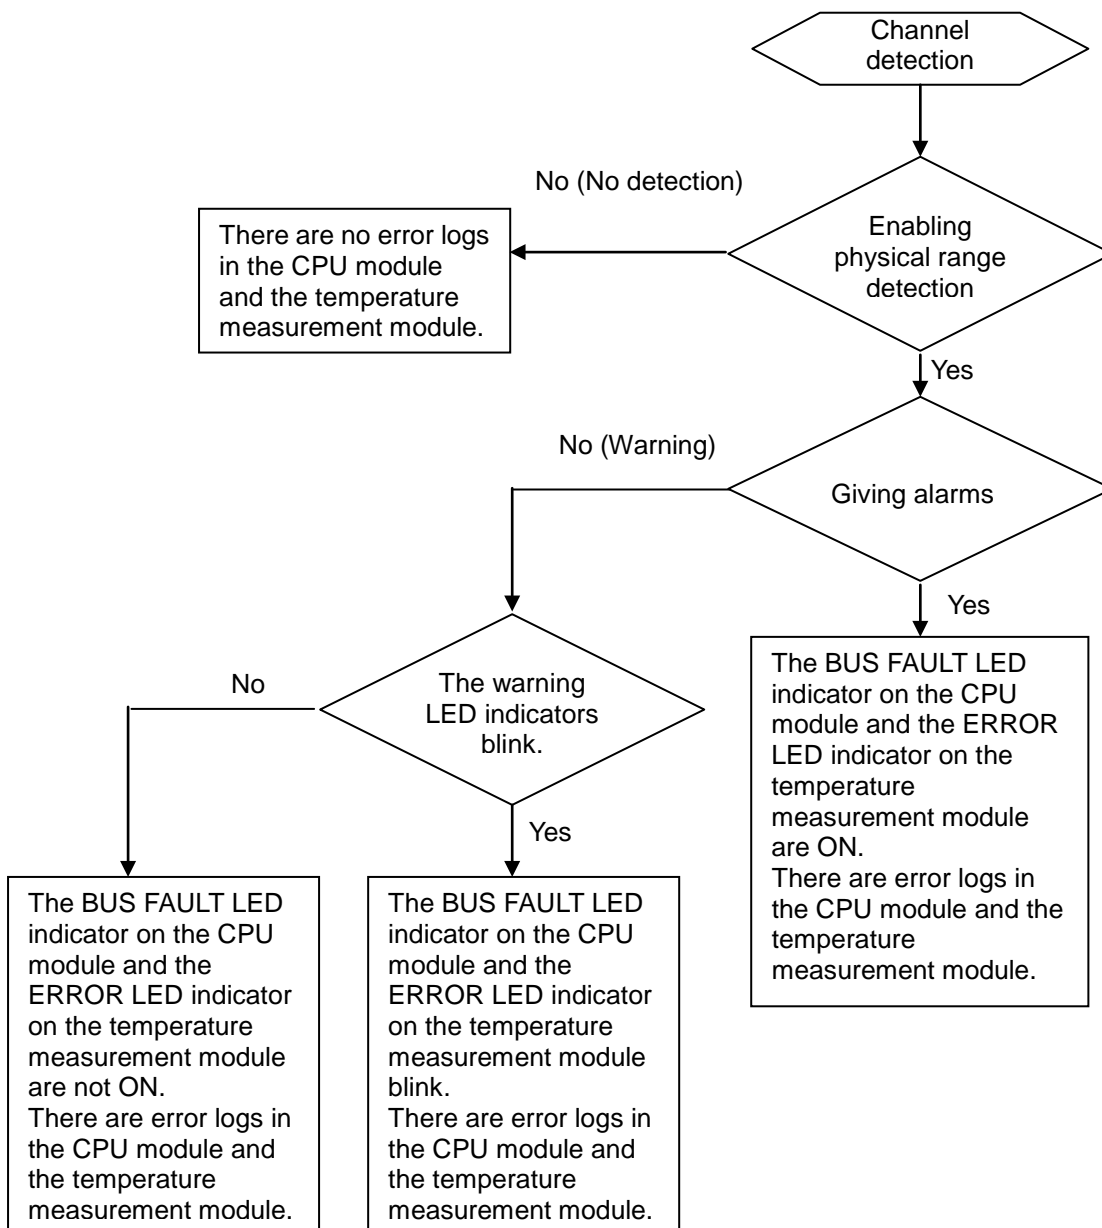 Channel
detection
No (No detection)
There are no error logs
in the CPU module
and the temperature
measurement module.
Enabling
physical range
detection
Yes
No (Warning)
Giving alarms
Yes
The BUS FAULT LED
indicator on the CPU
module and the ERROR
LED indicator on the
temperature
measurement module
are ON.
There are error logs in
the CPU module and the
temperature
measurement module.
No
The warning
LED indicators
blink.
Yes
The BUS FAULT LED
indicator on the CPU
module and the
ERROR LED indicator
on the temperature
measurement module
are not ON.
There are error logs in
the CPU module and
the temperature
measurement module.
The BUS FAULT LED
indicator on the CPU
module and the
ERROR LED indicator
on the temperature
measurement module
blink.
There are error logs in
the CPU module and
the temperature
measurement module.